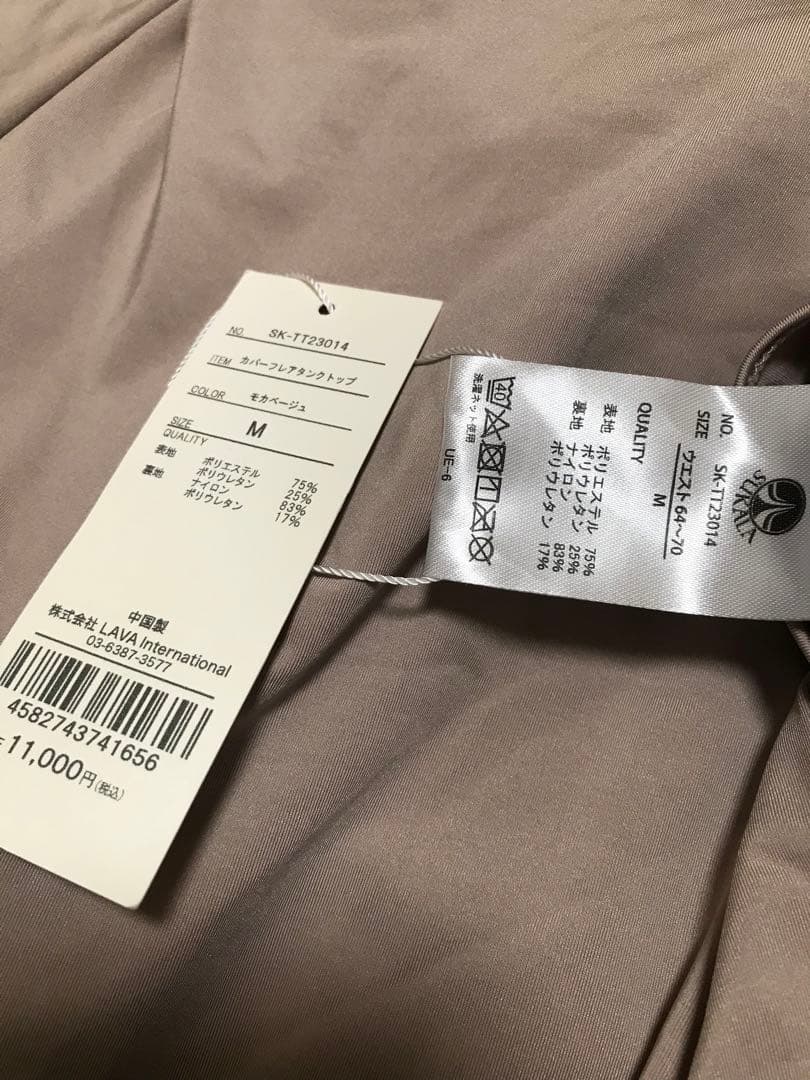 NO. SK-TT23014
ITEM カバーフレアタンクトップ
COLOR モカベージュ
SIZE M
QUALITY
表地 ポリエステル 75%
ポリウレタン 25%
裏地 ナイロン 83%
ポリウレタン 17%
中国製
株式会社 LAVA International
03-6387-3577
4582743741656
11,000円(税込)
SUKALA
NO. SK-TT23014
SIZE M
ウエスト 64~70
QUALITY
表地 ポリエステル 75%
ポリウレタン 25%
裏地 ナイロン 83%
ポリウレタン 17%
40
洗濯ネット使用
UE-6